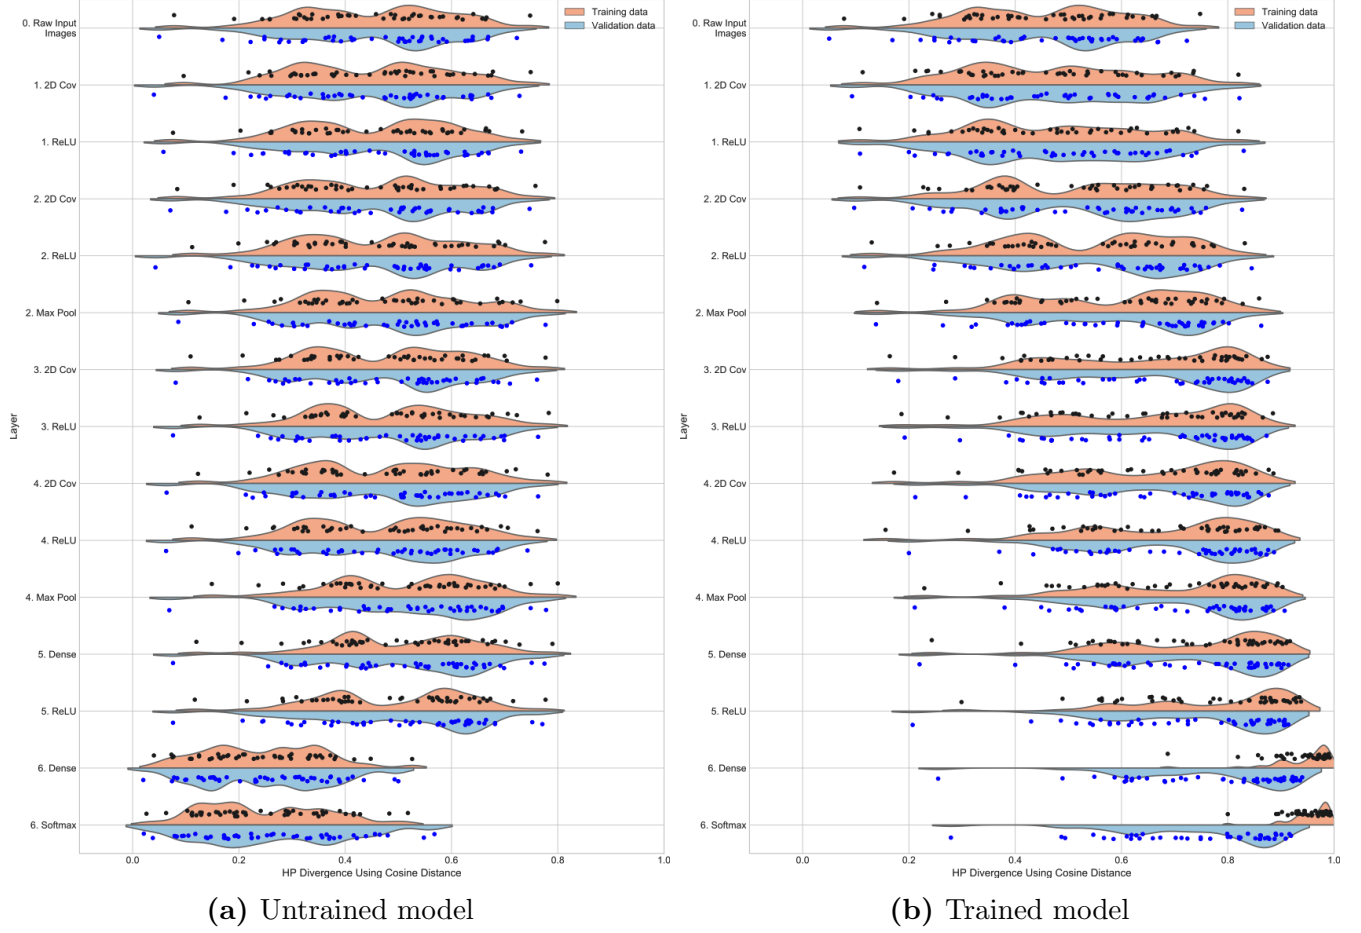 0. Raw Input
Images
1. 2D Cov
1. ReLU
2. 2D Cov
2. ReLU
2. Max Pool
3. 2D Cov
3. ReLU
4. 2D Cov
4. ReLU
4. Max Pool
5. Dense
5. ReLU
6. Dense
6. Softmax
Layer
Training data
Validation data
0.0 0.2 0.4 0.6 0.8 1.0
HP Divergence Using Cosine Distance
(a) Untrained model
0. Raw Input
Images
1. 2D Cov
1. ReLU
2. 2D Cov
2. ReLU
2. Max Pool
3. 2D Cov
3. ReLU
4. 2D Cov
4. ReLU
4. Max Pool
5. Dense
5. ReLU
6. Dense
6. Softmax
Layer
Training data
Validation data
0.0 0.2 0.4 0.6 0.8 1.0
HP Divergence Using Cosine Distance
(b) Trained model